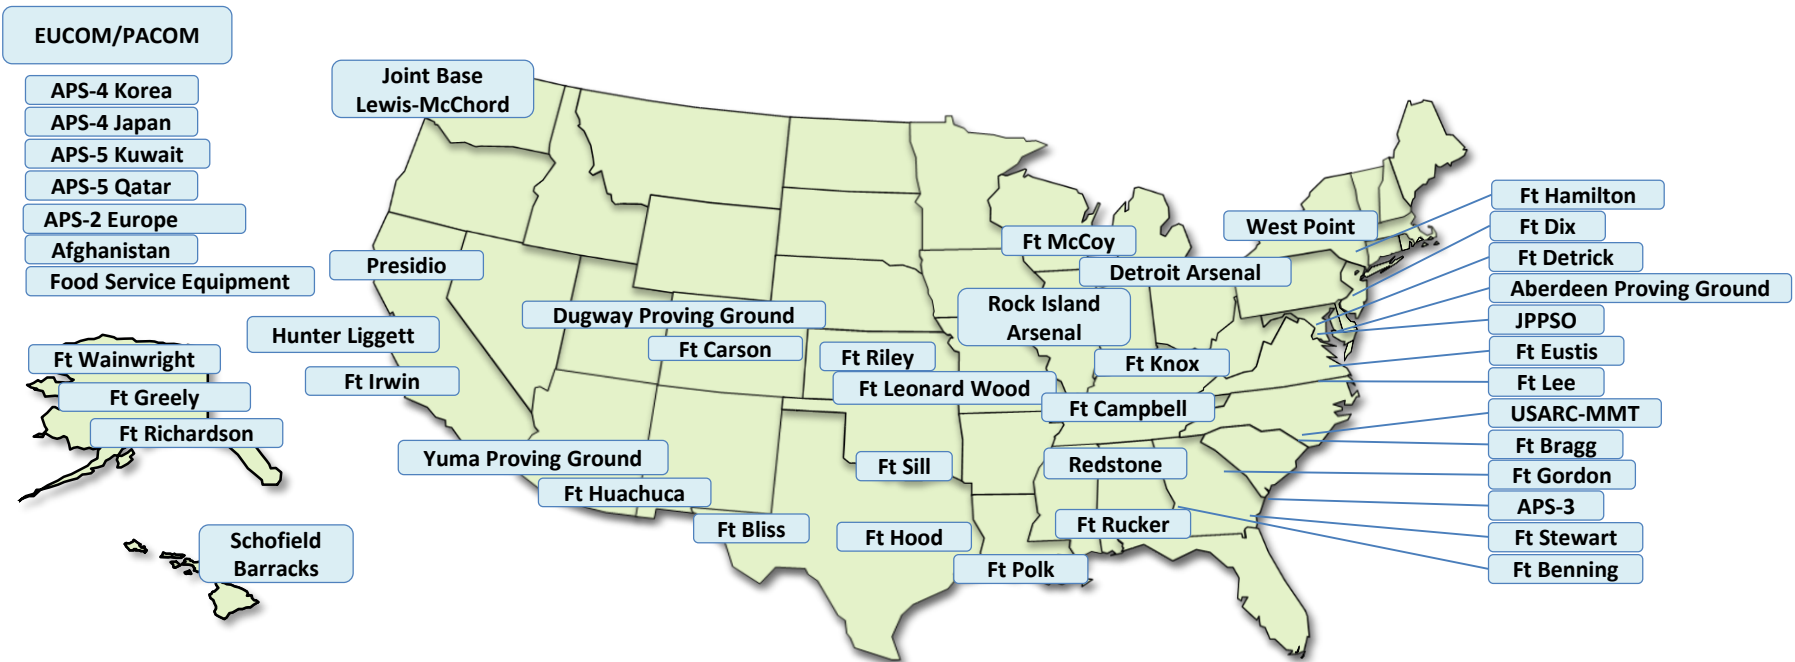 EUCOM/PACOM
APS-4 Korea
APS-4 Japan
APS-5 Kuwait
APS-5 Qatar
APS-2 Europe
Afghanistan
Food Service Equipment
Joint Base
Lewis-McChord
Presidio
Hunter Liggett
Ft Irwin
Ft Wainwright
Ft Greely
Ft Richardson
Schofield
Barracks
Dugway Proving Ground
Ft Carson
Yuma Proving Ground
Ft Huachuca
Ft Bliss
Ft Riley
Ft Leonard Wood
Ft Sill
Ft Hood
Ft Polk
Ft McCoy
Detroit Arsenal
Rock Island
Arsenal
Ft Knox
Ft Campbell
Redstone
Ft Rucker
West Point
Ft Hamilton
Ft Dix
Ft Detrick
Aberdeen Proving Ground
JPPSO
Ft Eustis
Ft Lee
USARC-MMT
Ft Bragg
Ft Gordon
APS-3
Ft Stewart
Ft Benning